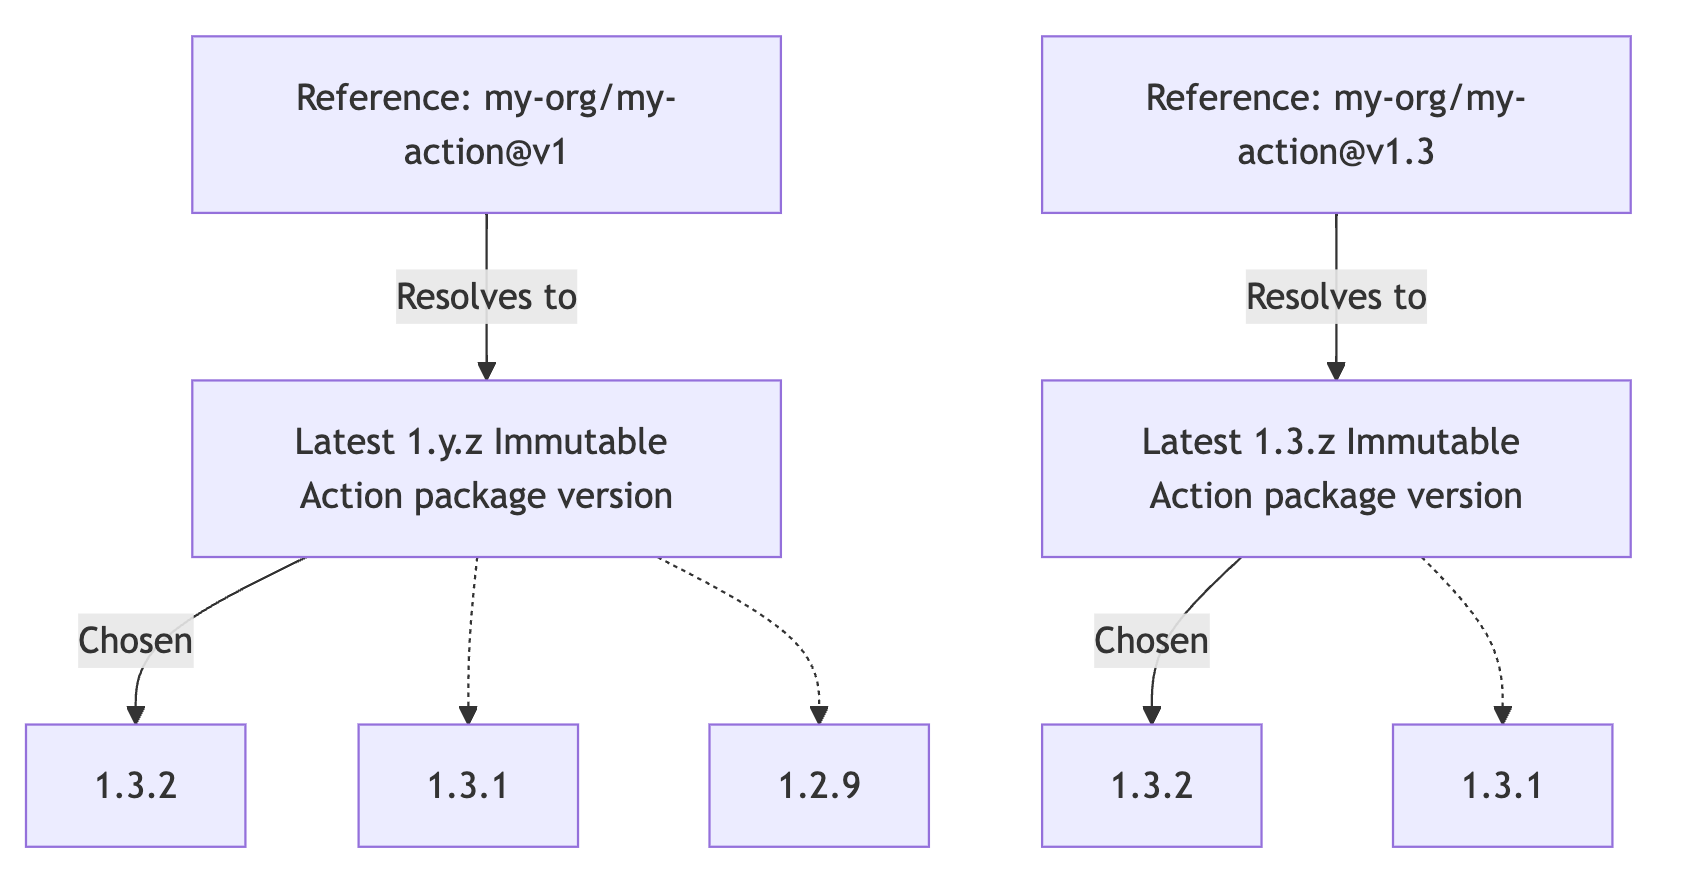 Reference: my-org/my-
action@v1
Resolves to
Latest 1.y.z Immutable
Action package version
Chosen
1.3.2
1.3.1
1.2.9
Reference: my-org/my-
action@v1.3
Resolves to
Latest 1.3.z Immutable
Action package version
Chosen
1.3.2
1.3.1